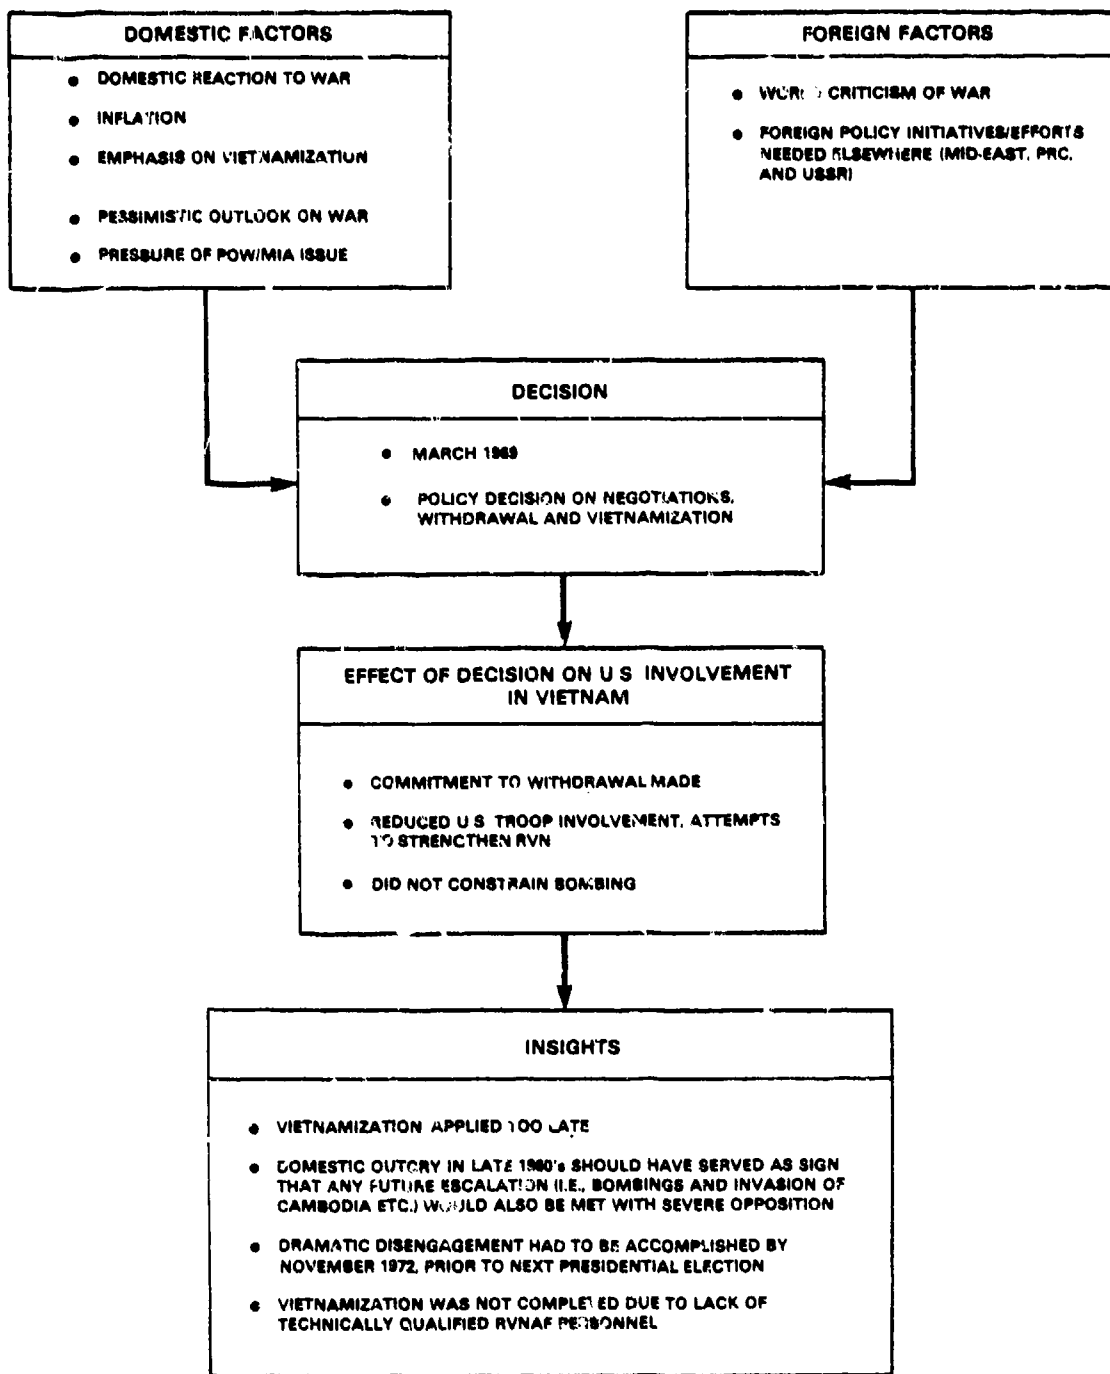 DOMESTIC FACTORS
• DOMESTIC REACTION TO WAR
• INFLATION
• EMPHASIS ON VIETNAMIZATION
• PESSIMISTIC OUTLOOK ON WAR
• PRESSURE OF POW/MIA ISSUE
FOREIGN FACTORS
• WORLD CRITICISM OF WAR
• FOREIGN POLICY INITIATIVES/EFFORTS
NEEDED ELSEWHERE (MID-EAST, PRC,
AND USSR)
DECISION
• MARCH 1969
• POLICY DECISION ON NEGOTIATIONS,
WITHDRAWAL AND VIETNAMIZATION
EFFECT OF DECISION ON U S INVOLVEMENT
IN VIETNAM
• COMMITMENT TO WITHDRAWAL MADE
• REDUCED U S TROOP INVOLVEMENT, ATTEMPTS
TO STRENGTHEN RVN
• DID NOT CONSTRAIN BOMBING
INSIGHTS
• VIETNAMIZATION APPLIED TOO LATE
• DOMESTIC OUTCRY IN LATE 1960's SHOULD HAVE SERVED AS SIGN
THAT ANY FUTURE ESCALATION (I.E., BOMBINGS AND INVASION OF
CAMBODIA ETC.) WOULD ALSO BE MET WITH SEVERE OPPOSITION
• DRAMATIC DISENGAGEMENT HAD TO BE ACCOMPLISHED BY
NOVEMBER 1972, PRIOR TO NEXT PRESIDENTIAL ELECTION
• VIETNAMIZATION WAS NOT COMPLETED DUE TO LACK OF
TECHNICALLY QUALIFIED RVNAF PERSONNEL